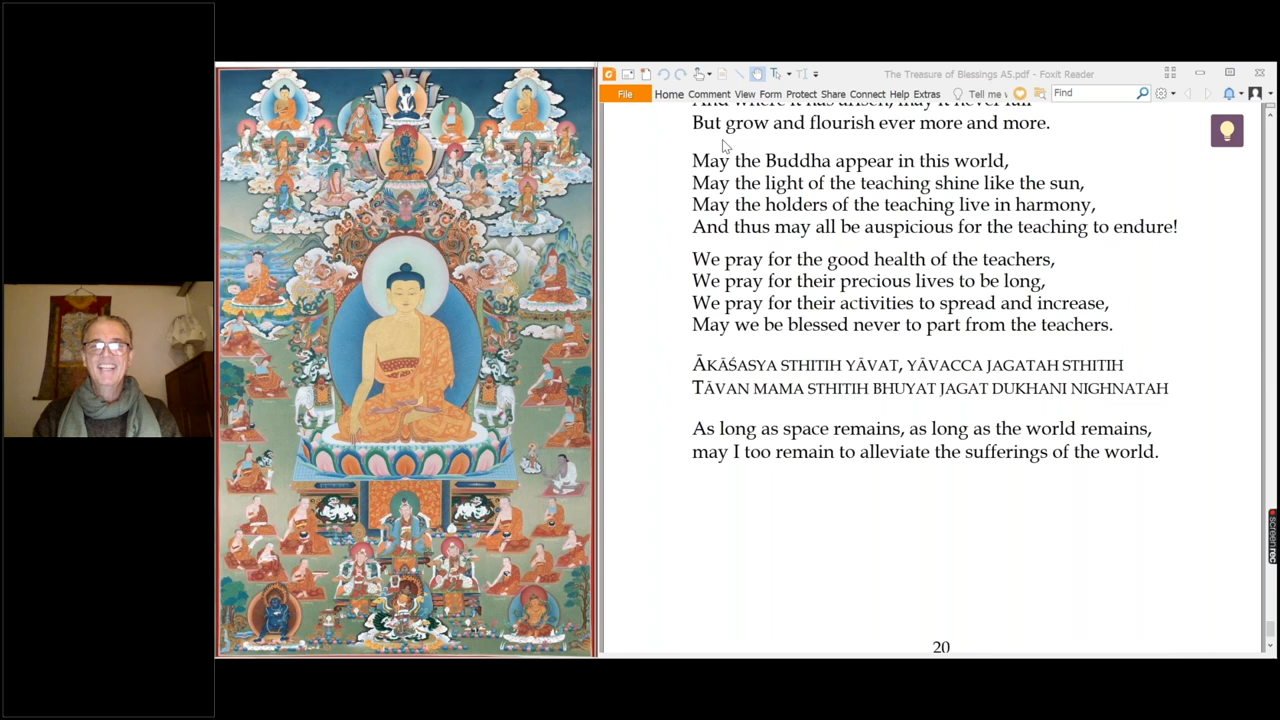 The Treasure of Blessings A5.pdf - Foxit Reader
File Home Comment View Form Protect Share Connect Help Extras Tell me Find
But grow and flourish ever more and more.
May the Buddha appear in this world,
May the light of the teaching shine like the sun,
May the holders of the teaching live in harmony,
And thus may all be auspicious for the teaching to endure!
We pray for the good health of the teachers,
We pray for their precious lives to be long,
We pray for their activities to spread and increase,
May we be blessed never to part from the teachers.
ĀKĀŚASYA STHITIH YĀVAT, YĀVACCA JAGATAH STHITIH
TĀVAN MAMA STHITIH BHUYAT JAGAT DUKHANI NIGHNATAH
As long as space remains, as long as the world remains,
may I too remain to alleviate the sufferings of the world.
20
screenrec